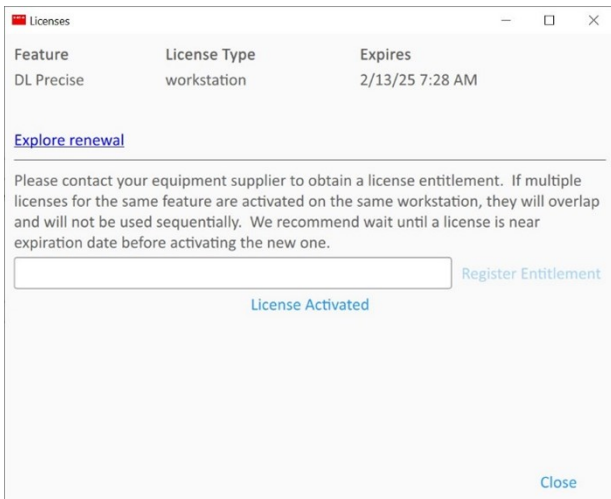 Licenses
Feature License Type Expires
DL Precise workstation 2/13/25 7:28 AM
Explore renewal
Please contact your equipment supplier to obtain a license entitlement.  If multiple
licenses for the same feature are activated on the same workstation, they will overlap
and will not be used sequentially.  We recommend wait until a license is near
expiration date before activating the new one.
Register Entitlement
License Activated
Close